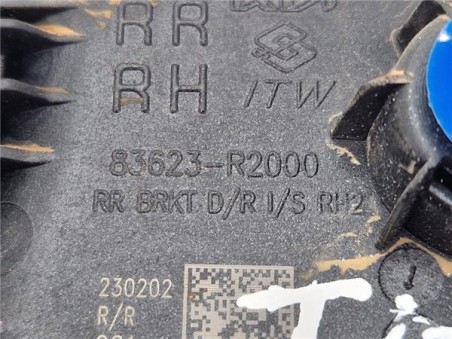 RR
RH
ITW
83623-R2000
RR BRKT D/R I/S RH2
230202
R/R